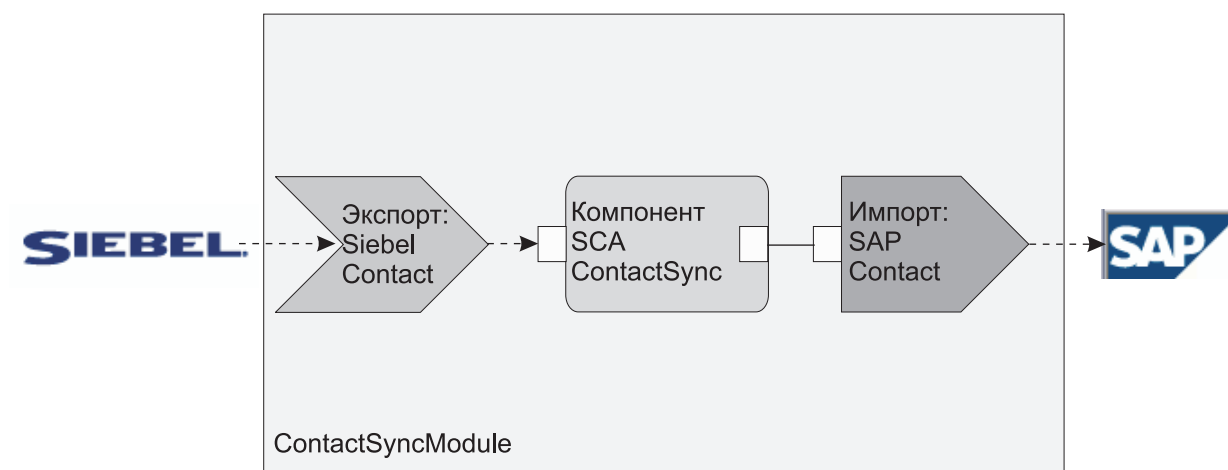 SIEBEL.
Экспорт:
Siebel
Contact
Компонент
SCA
ContactSync
Импорт:
SAP
Contact
SAP
ContactSyncModule